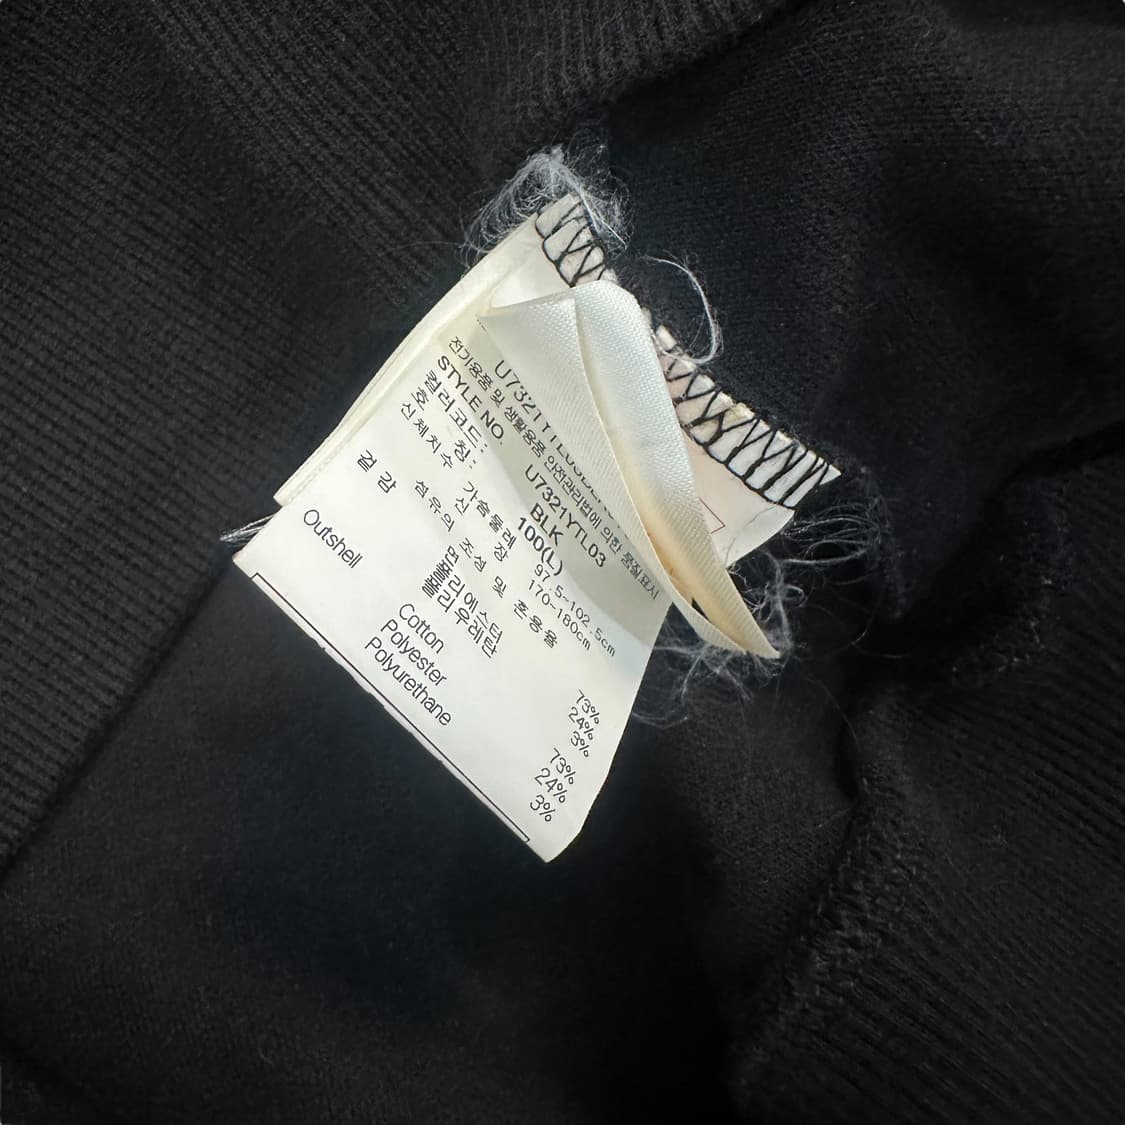 U7321YTL03BL
전기용품 및 생활용품 안전관리법에 의한 품질표시
STYLE NO. U7321YTL03
컬러코드: BLK
호 칭: 100(L)
신체치수 가슴둘레 97.5~102.5cm
신 장 170~180cm
섬유의 조성 및 혼용율
겉감 73%
폴리에스터 24%
폴리우레탄 3%
Outshell Cotton 73%
Polyester 24%
Polyurethane 3%